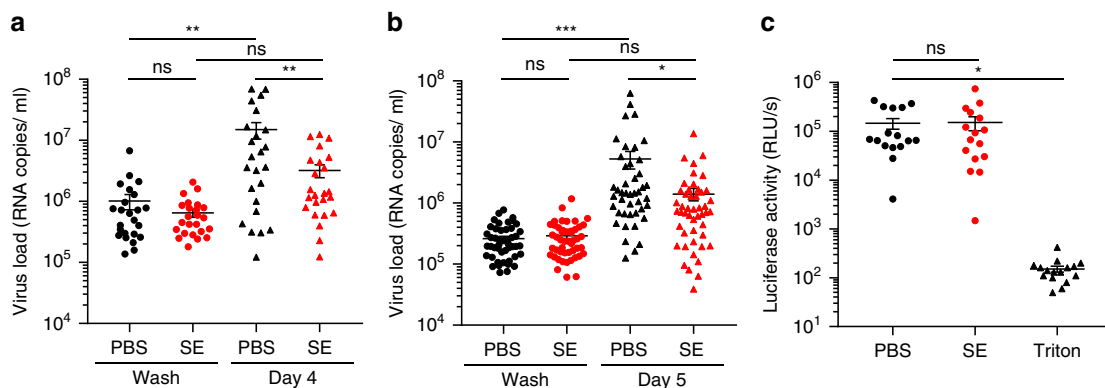 a
**
ns
ns
**
Virus load (RNA copies/ ml)
10^8
10^7
10^6
10^5
10^4
PBS
SE
PBS
SE
Wash
Day 4
b
***
ns
ns
*
Virus load (RNA copies/ ml)
10^8
10^7
10^6
10^5
10^4
PBS
SE
PBS
SE
Wash
Day 5
c
ns
*
Luciferase activity (RLU/s)
10^6
10^5
10^4
10^3
10^2
10^1
PBS
SE
Triton